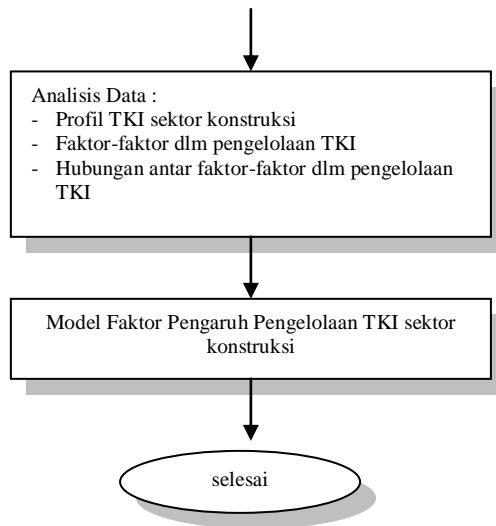 Analisis Data :
- Profil TKI sektor konstruksi
- Faktor-faktor dlm pengelolaan TKI
- Hubungan antar faktor-faktor dlm pengelolaan
TKI
Model Faktor Pengaruh Pengelolaan TKI sektor
konstruksi
selesai